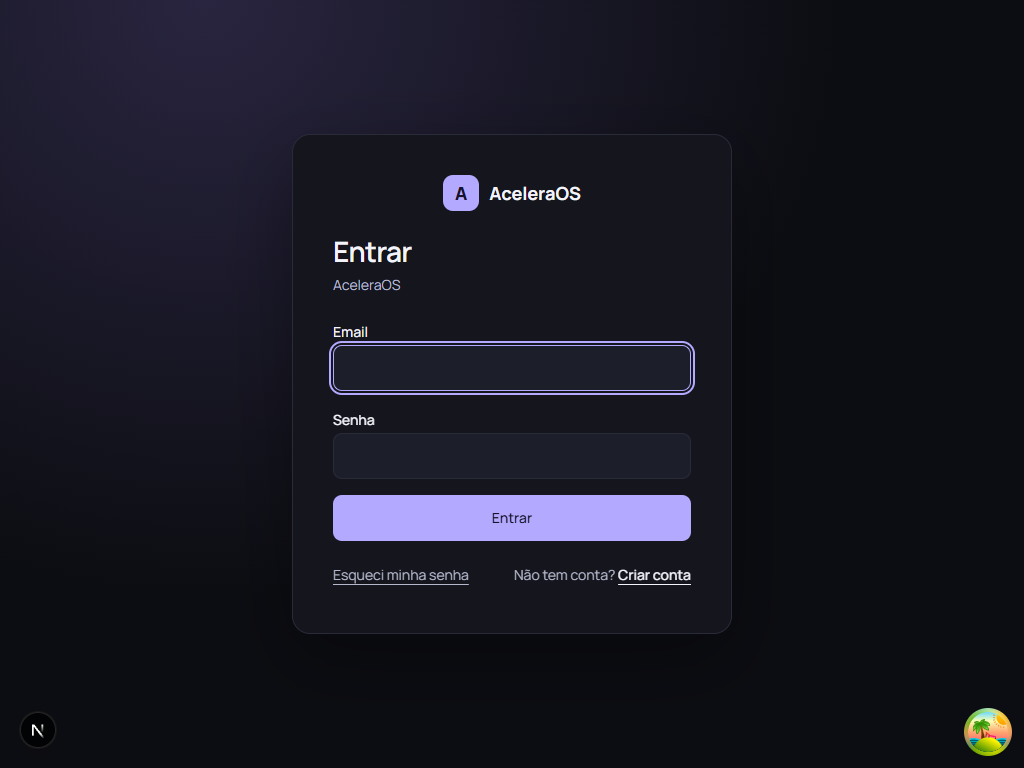 A AceleraOS
Entrar
AceleraOS
Email
Senha
Entrar
Esqueci minha senha Não tem conta? Criar conta
N